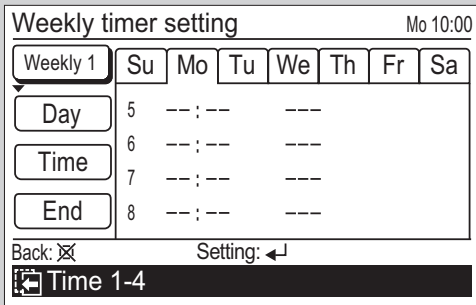 Weekly timer setting Mo 10:00
Weekly 1 Su Mo Tu We Th Fr Sa
Day 5 --:-- ---
6 --:-- ---
Time 7 --:-- ---
End 8 --:-- ---
Back: Setting:
Time 1-4